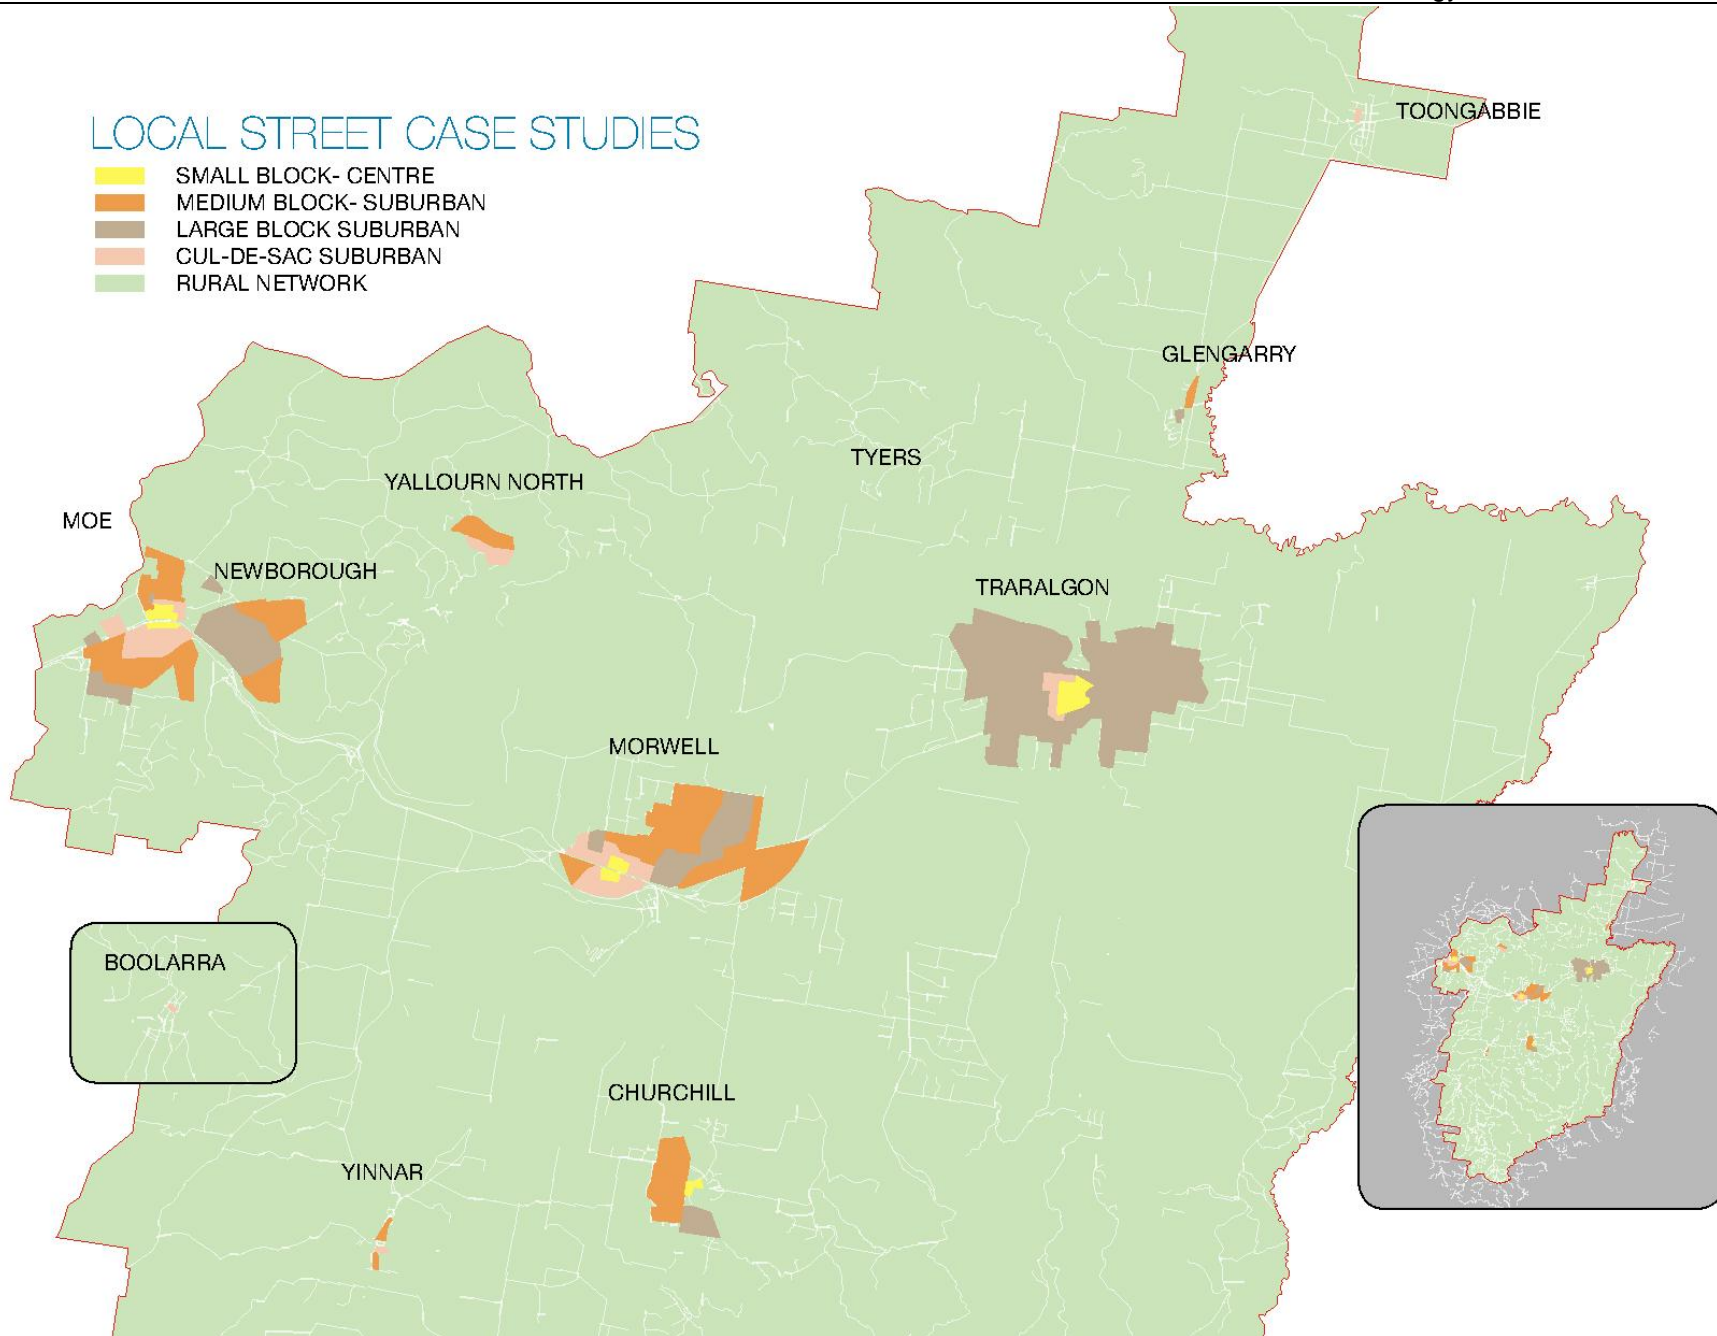 LOCAL STREET CASE STUDIES
SMALL BLOCK- CENTRE
MEDIUM BLOCK- SUBURBAN
LARGE BLOCK SUBURBAN
CUL-DE-SAC SUBURBAN
RURAL NETWORK
TOONGABBIE
GLENGARRY
TYERS
YALLOURN NORTH
MOE
NEWBOROUGH
TRARALGON
MORWELL
BOOLARRA
CHURCHILL
YINNAR